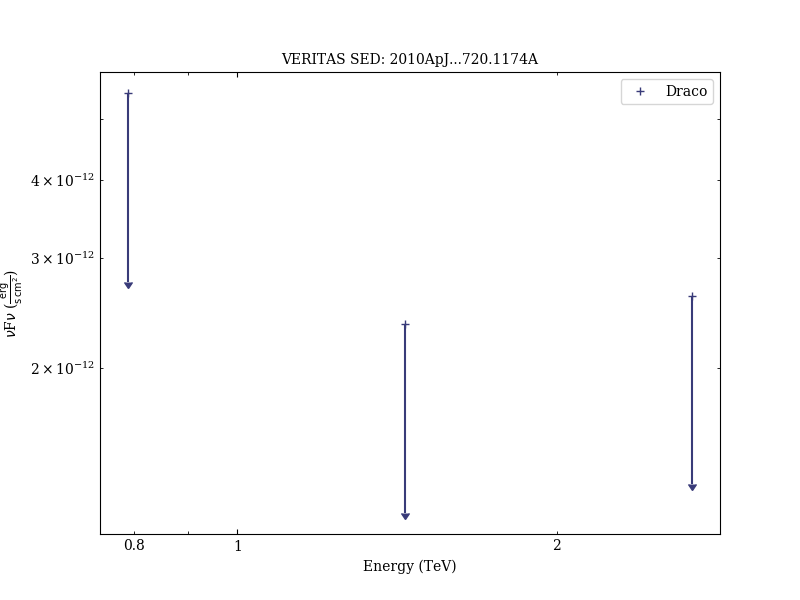 VERITAS SED: 2010ApJ...720.1174A
Draco
4 × 10⁻¹²
3 × 10⁻¹²
2 × 10⁻¹²
νFν (erg / s cm²)
0.8 1 2
Energy (TeV)